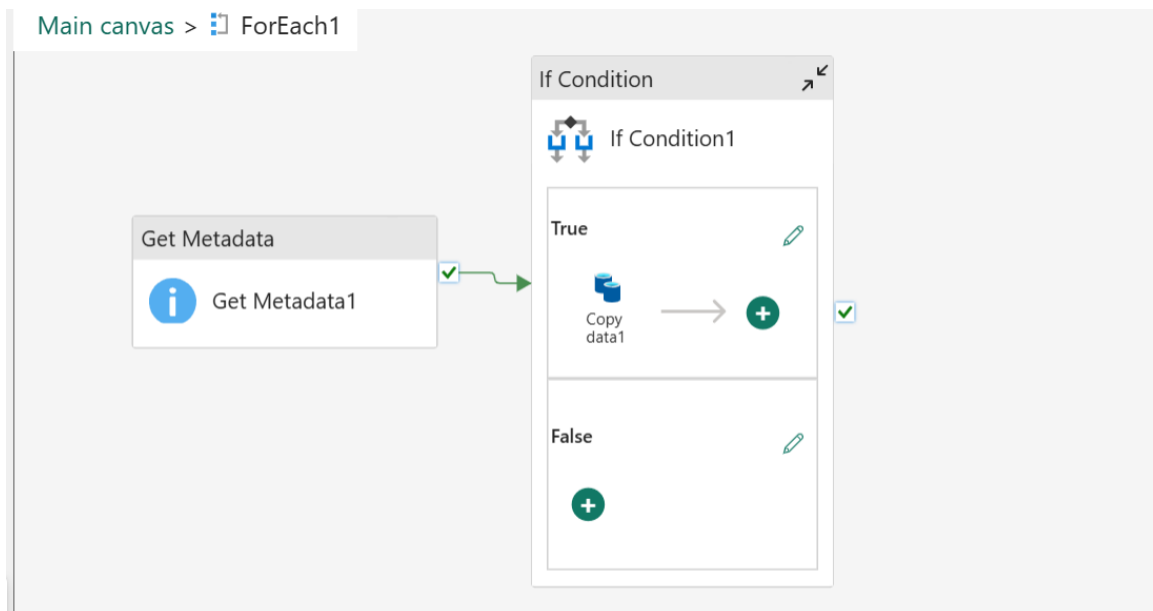 Main canvas > ForEach1
If Condition
If Condition1
Get Metadata
Get Metadata1
True
Copy
data1
False